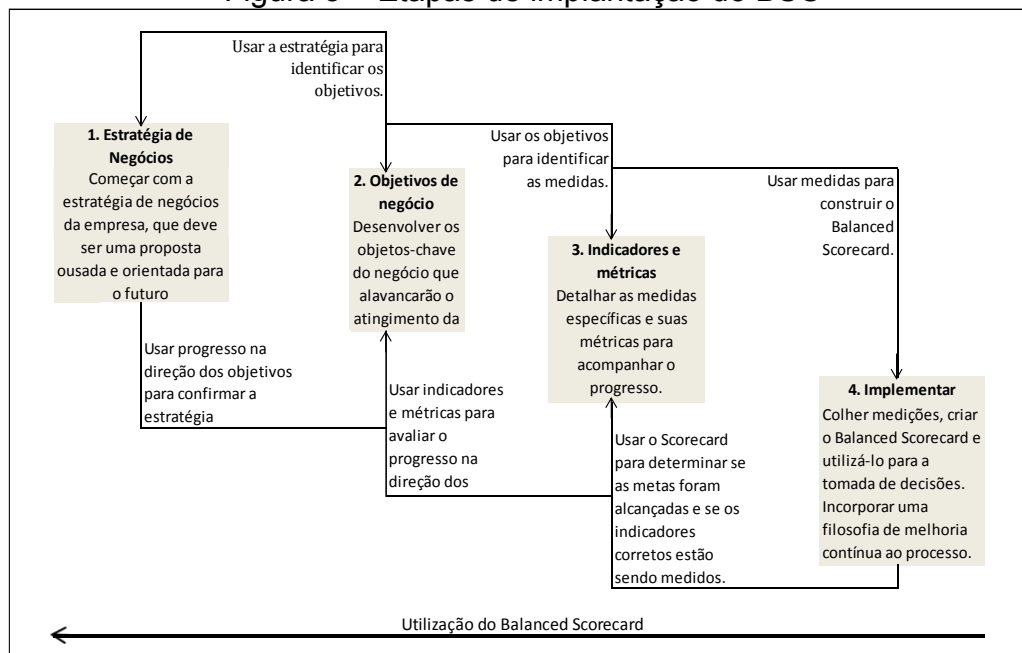 Usar a estratégia para
identificar os
objetivos.
1. Estratégia de
Negócios
Começar com a
estratégia de negócios
da empresa, que deve
ser uma proposta
ousada e orientada para
o futuro
Usar progresso na
direção dos objetivos
para confirmar a
estratégia
Usar os objetivos
para identificar
as medidas.
2. Objetivos de
negócio
Desenvolver os
objetos-chave
do negócio que
alavancarão o
atingimento da
Usar indicadores
e métricas para
avaliar o
progresso na
direção dos
Usar medidas para
construir o
Balanced
Scorecard.
3. Indicadores e
métricas
Detalhar as medidas
específicas e suas
métricas para
acompanhar o
progresso.
Usar o Scorecard
para determinar se
as metas foram
alcançadas e se os
indicadores
corretos estão
sendo medidos.
4. Implementar
Colher medições, criar
o Balanced Scorecard e
utilizá-lo para a
tomada de decisões.
Incorporar uma
filosofia de melhoria
contínua ao processo.
Utilização do Balanced Scorecard